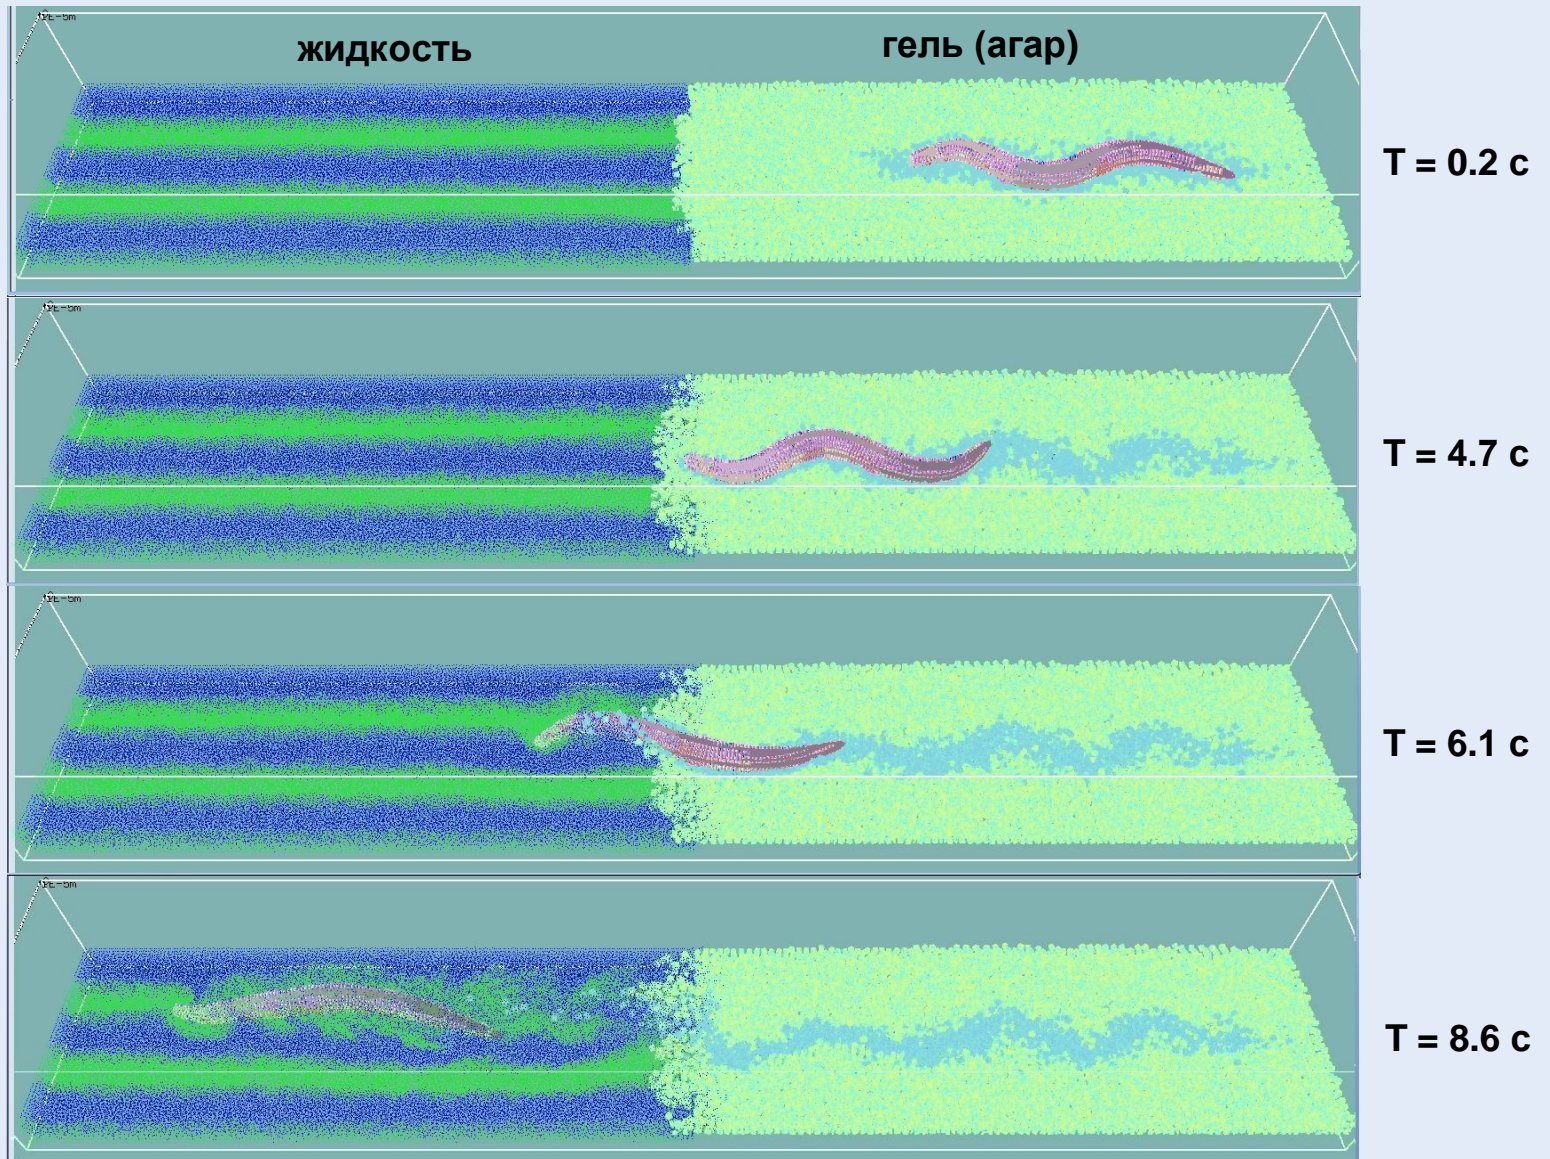 жидкость гель (агар)
T = 0.2 с
T = 4.7 с
T = 6.1 с
T = 8.6 с